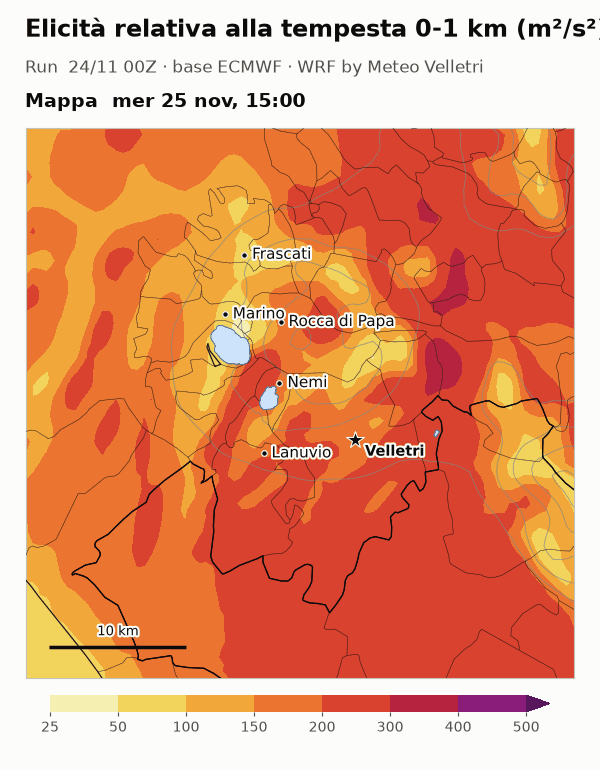 Elicità relativa alla tempesta 0-1 km (m²/s²)
Run 24/11 00Z · base ECMWF · WRF by Meteo Velletri
Mappa mer 25 nov, 15:00
Frascati
Marino
Rocca di Papa
Nemi
Velletri
Lanuvio
10 km
25 50 100 150 200 300 400 500